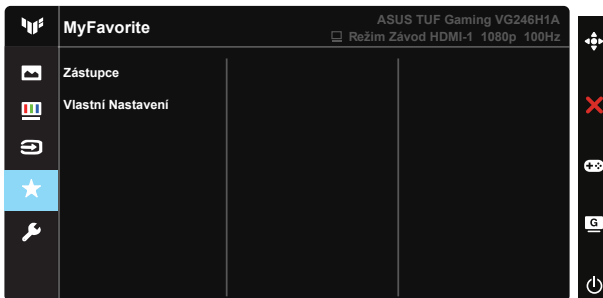 MyFavorite
ASUS TUF Gaming VG246H1A
Režim Závod HDMI-1 1080p 100Hz
Zástupce
Vlastní Nastavení
G